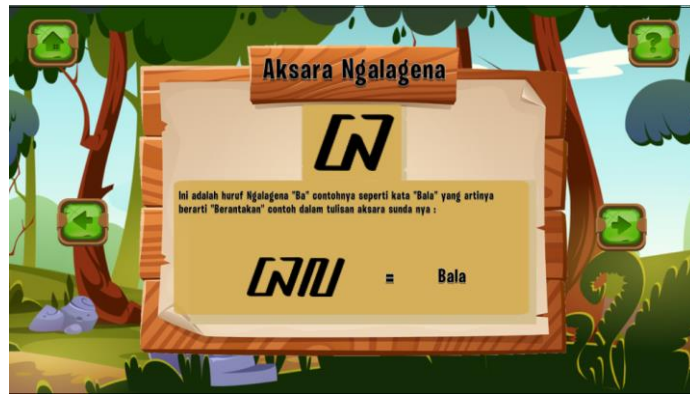 Aksara Ngalagena
ᮘ
Ini adalah huruf Ngalagena "Ba" contohnya seperti kata "Bala" yang artinya
berarti "Berantakan" contoh dalam tulisan aksara sunda nya :
ᮘᮜ = Bala